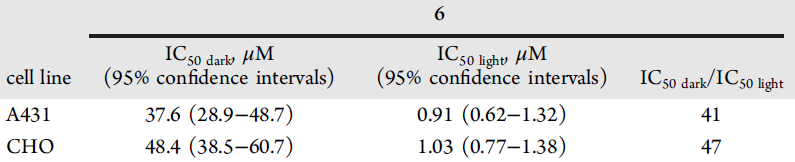 6
IC50 dark, μM IC50 light, μM
cell line (95% confidence intervals) (95% confidence intervals) IC50 dark/IC50 light
A431 37.6 (28.9−48.7) 0.91 (0.62−1.32) 41
CHO 48.4 (38.5−60.7) 1.03 (0.77−1.38) 47